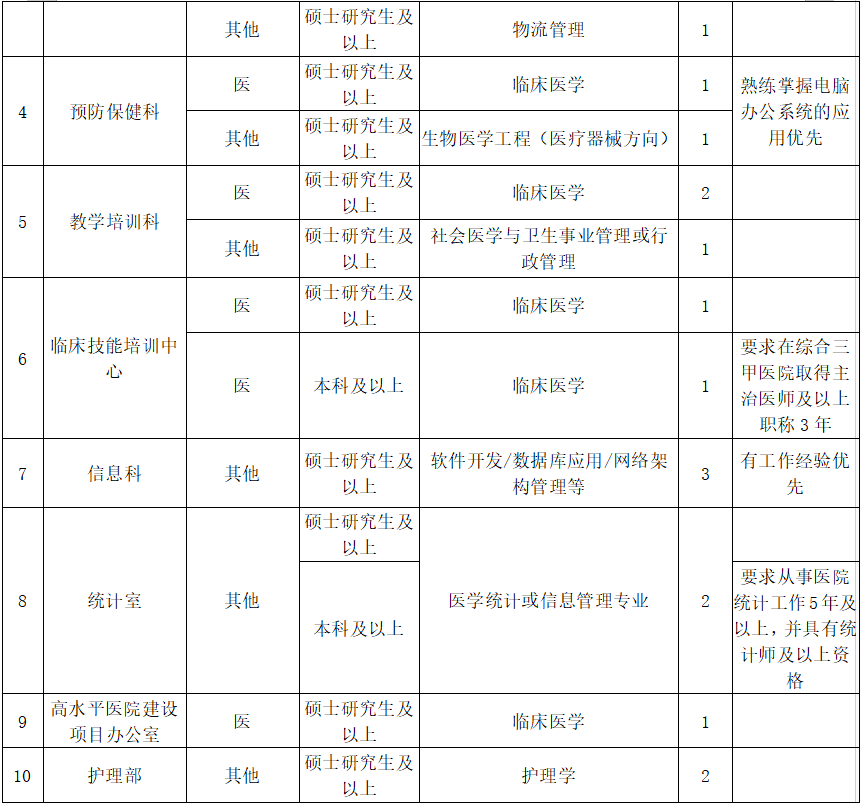 其他
硕士研究生及
以上
物流管理
1
4
预防保健科
医
硕士研究生及
以上
临床医学
1
熟练掌握电脑
办公系统的应
用优先
其他
硕士研究生及
以上
生物医学工程（医疗器械方向）
1
5
教学培训科
医
硕士研究生及
以上
临床医学
2
其他
硕士研究生及
以上
社会医学与卫生事业管理或行
政管理
1
6
临床技能培训中
心
医
硕士研究生及
以上
临床医学
1
医
本科及以上
临床医学
1
要求在综合三
甲医院取得主
治医师及以上
职称3年
7
信息科
其他
硕士研究生及
以上
软件开发/数据库应用/网络架
构管理等
3
有工作经验优
先
8
统计室
其他
硕士研究生及
以上
医学统计或信息管理专业
2
本科及以上
要求从事医院
统计工作5年及
以上，并具有统
计师及以上资
格
9
高水平医院建设
项目办公室
医
硕士研究生及
以上
临床医学
1
10
护理部
其他
硕士研究生及
以上
护理学
2